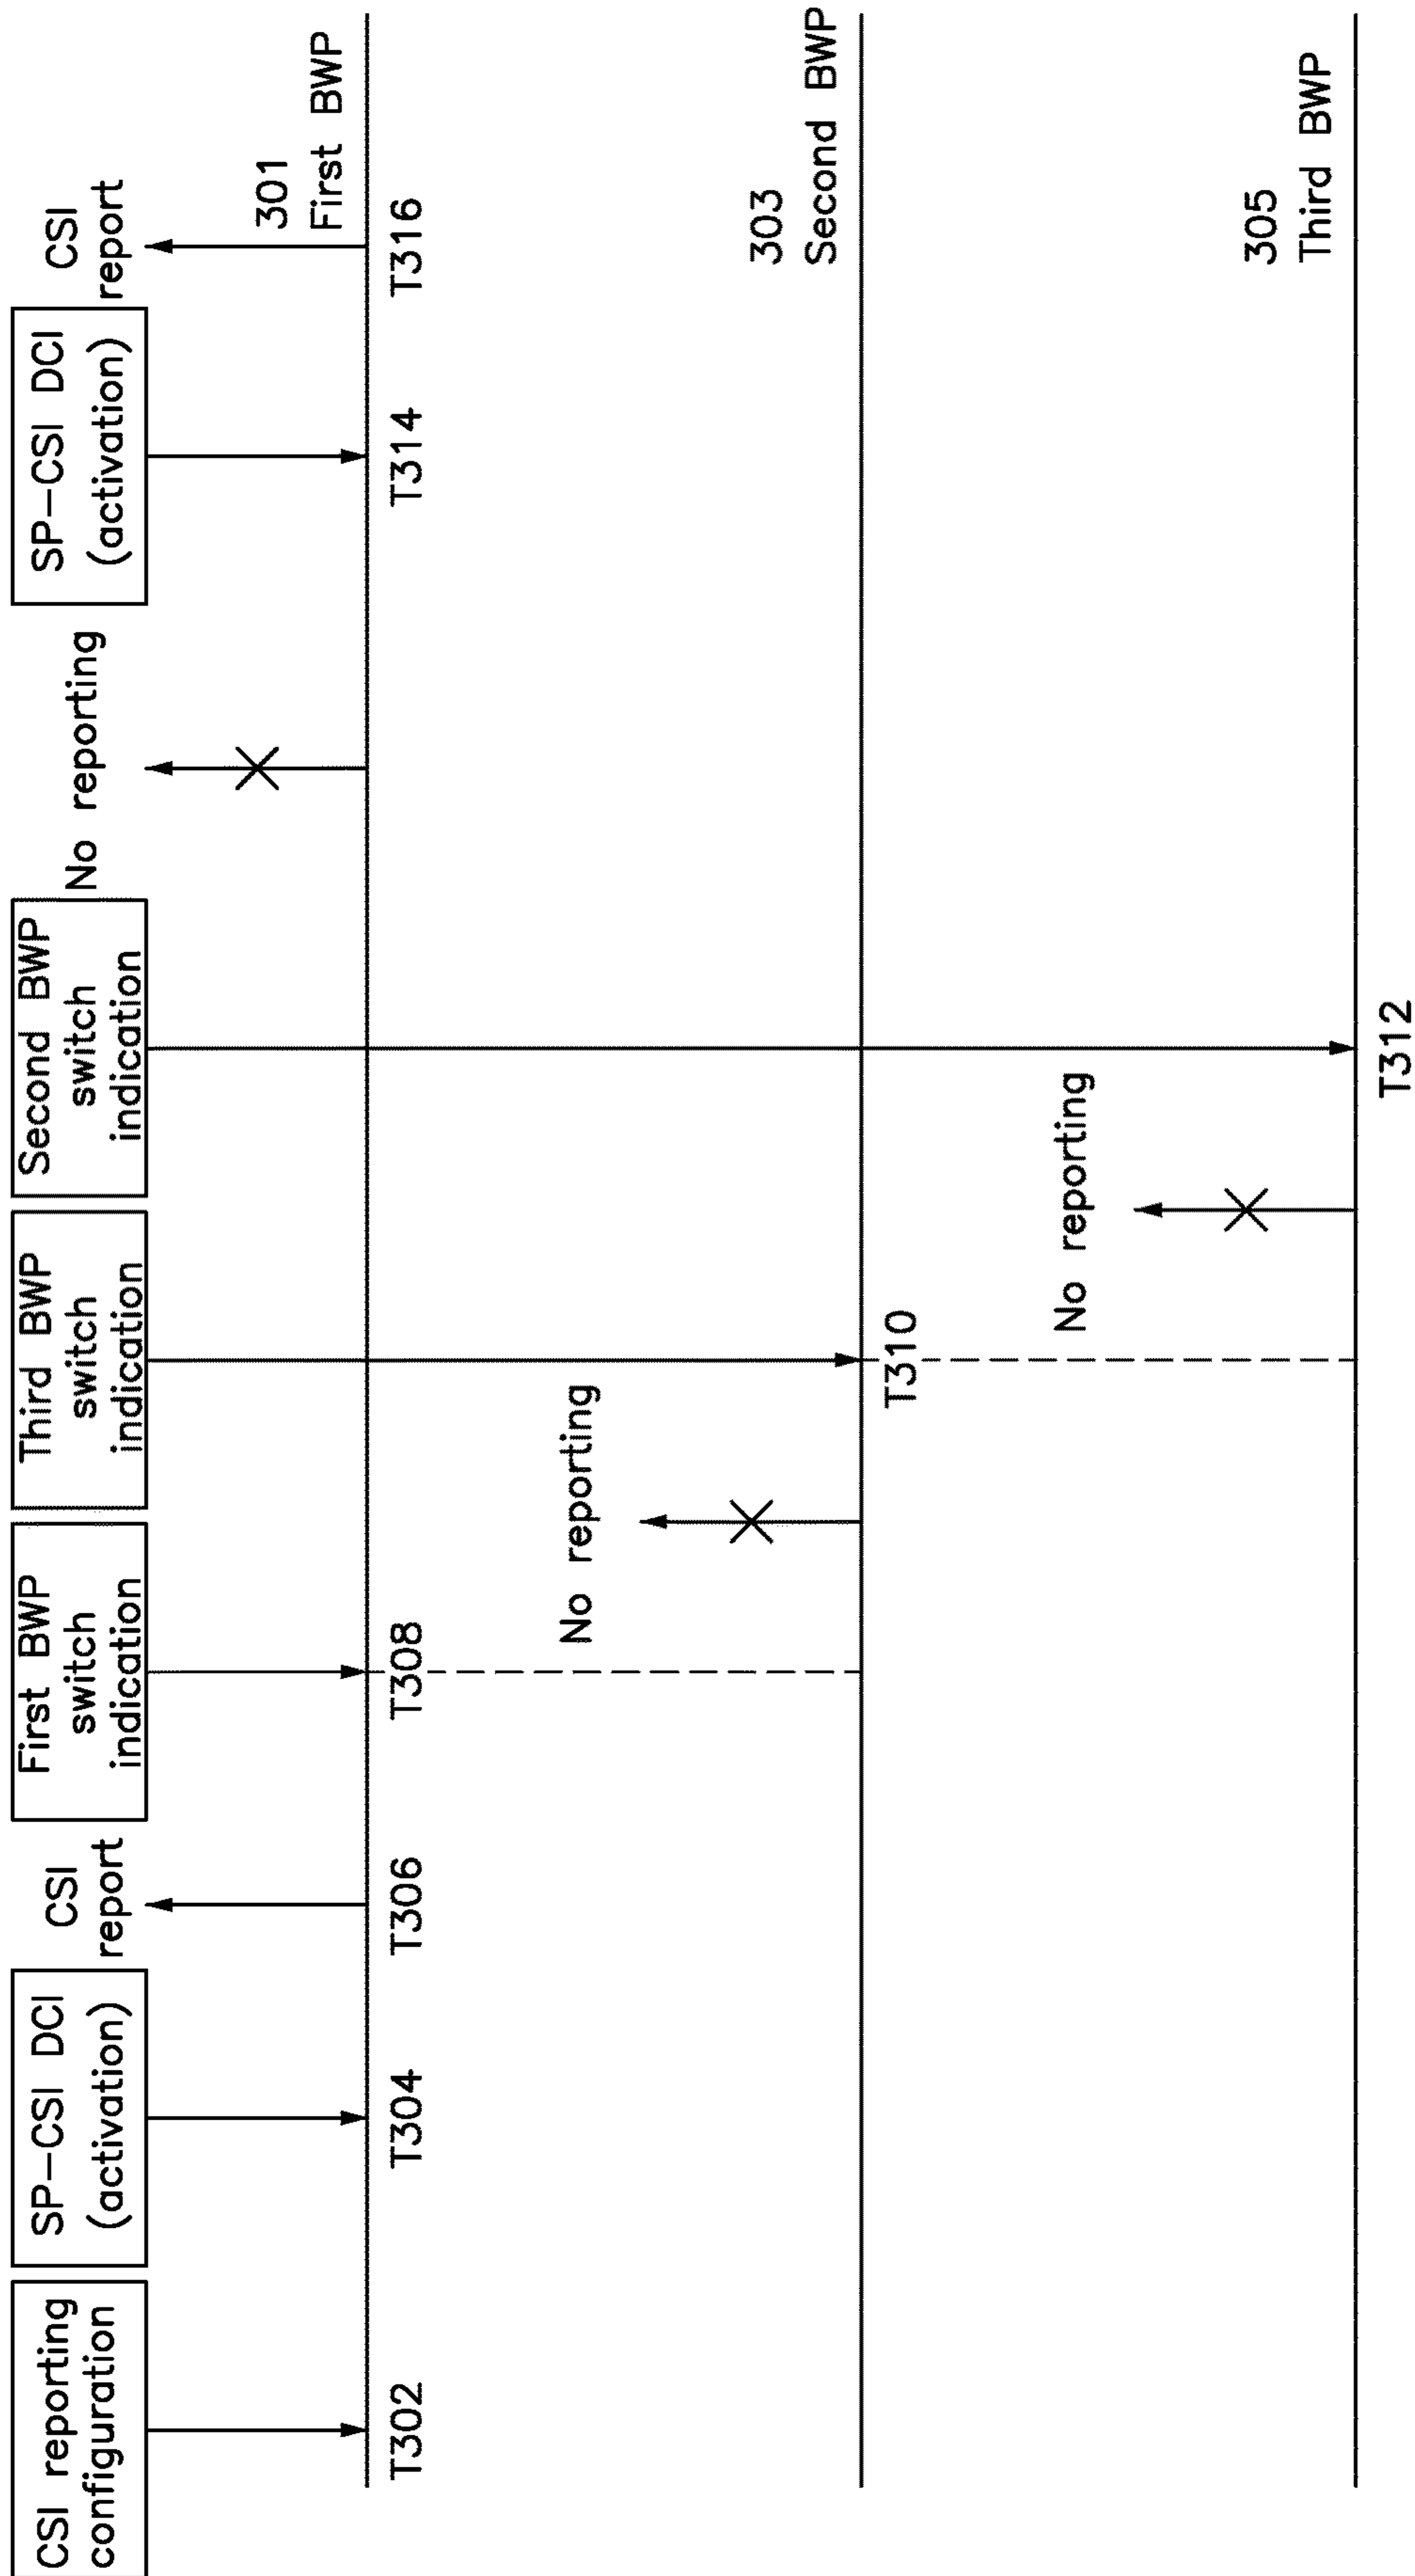 CSI reporting
configuration
SP-CSI DCI
(activation)
CSI
report
First BWP
switch
indication
Third BWP
switch
indication
Second BWP
switch
indication
No reporting
SP-CSI DCI
(activation)
CSI
report
301
First BWP
T302
T304
T306
T308
T314
T316
No reporting
303
Second BWP
T310
No reporting
305
Third BWP
T312